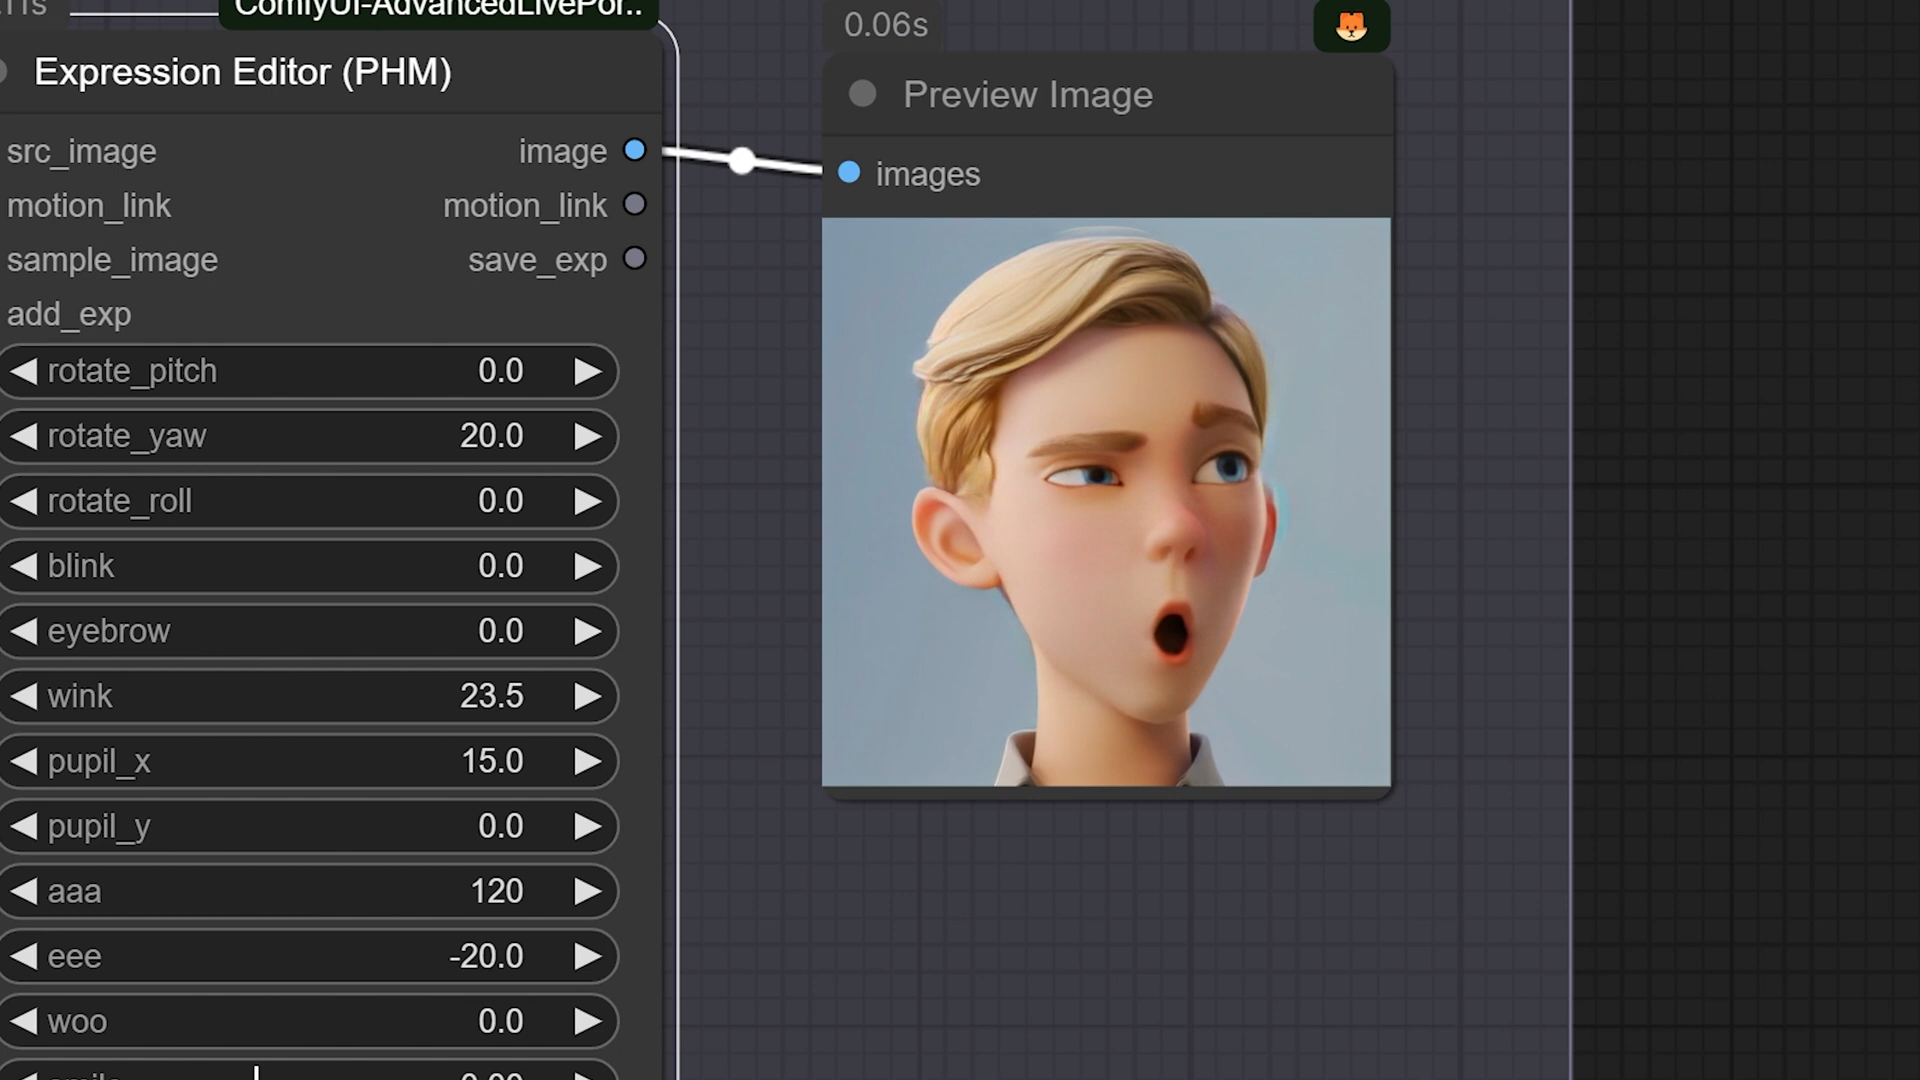 ComfyUI-AdvancedLivePor..
0.06s
Expression Editor (PHM)
Preview Image
src_image
image
images
motion_link
motion_link
sample_image
save_exp
add_exp
rotate_pitch 0.0
rotate_yaw 20.0
rotate_roll 0.0
blink 0.0
eyebrow 0.0
wink 23.5
pupil_x 15.0
pupil_y 0.0
aaa 120
eee -20.0
woo 0.0